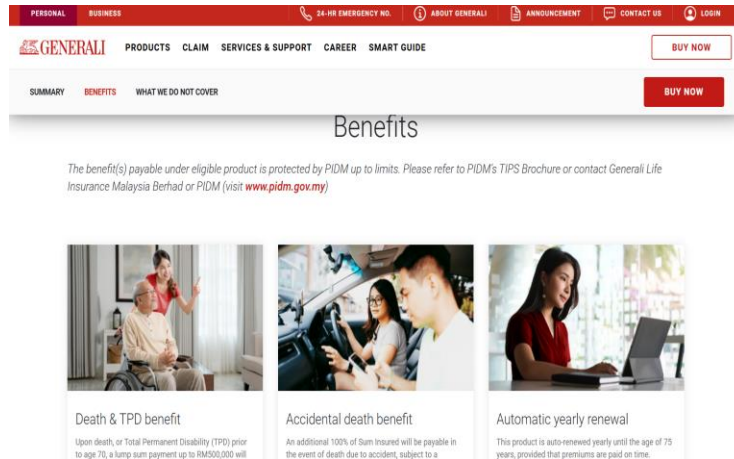 PERSONAL BUSINESS 24-HR EMERGENCY NO. ABOUT GENERALI ANNOUNCEMENT CONTACT US LOGIN
GENERALI PRODUCTS CLAIM SERVICES & SUPPORT CAREER SMART GUIDE BUY NOW
SUMMARY BENEFITS WHAT WE DO NOT COVER BUY NOW
Benefits
The benefit(s) payable under eligible product is protected by PIDM up to limits. Please refer to PIDM's TIPS Brochure or contact Generali Life
Insurance Malaysia Berhad or PIDM (visit www.pidm.gov.my)
Death & TPD benefit
Upon death, or Total Permanent Disability (TPD) prior
to age 70, a lump sum payment up to RM500,000 will
Accidental death benefit
An additional 100% of Sum Insured will be payable in
the event of death due to accident, subject to a
Automatic yearly renewal
This product is auto-renewed yearly until the age of 75
years, provided that premiums are paid on time.